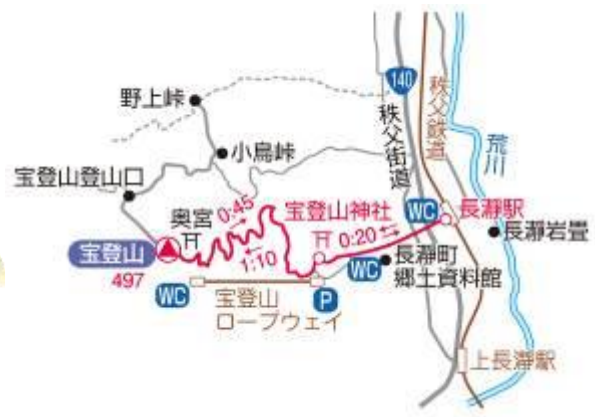 140
野上峠
秩父鉄道
秩父街道
荒川
小鳥峠
宝登山登山口
奥宮
0:45
宝登山神社
WC
長瀞駅
長瀞岩畳
0:20
宝登山
497
1:10
長瀞町
郷土資料館
WC
WC
宝登山
ロープウェイ
P
上長瀞駅